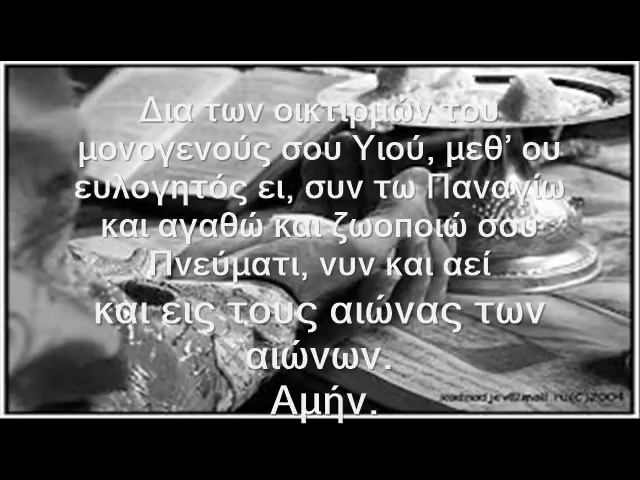 Δια των οικτιρμών του
μονογενούς σου Υιού, μεθ’ ου
ευλογητός ει, συν τω Παναγίω
και αγαθώ και ζωοποιώ σου
Πνεύματι, νυν και αεί
και εις τους αιώνας των
αιώνων.
Αμήν.